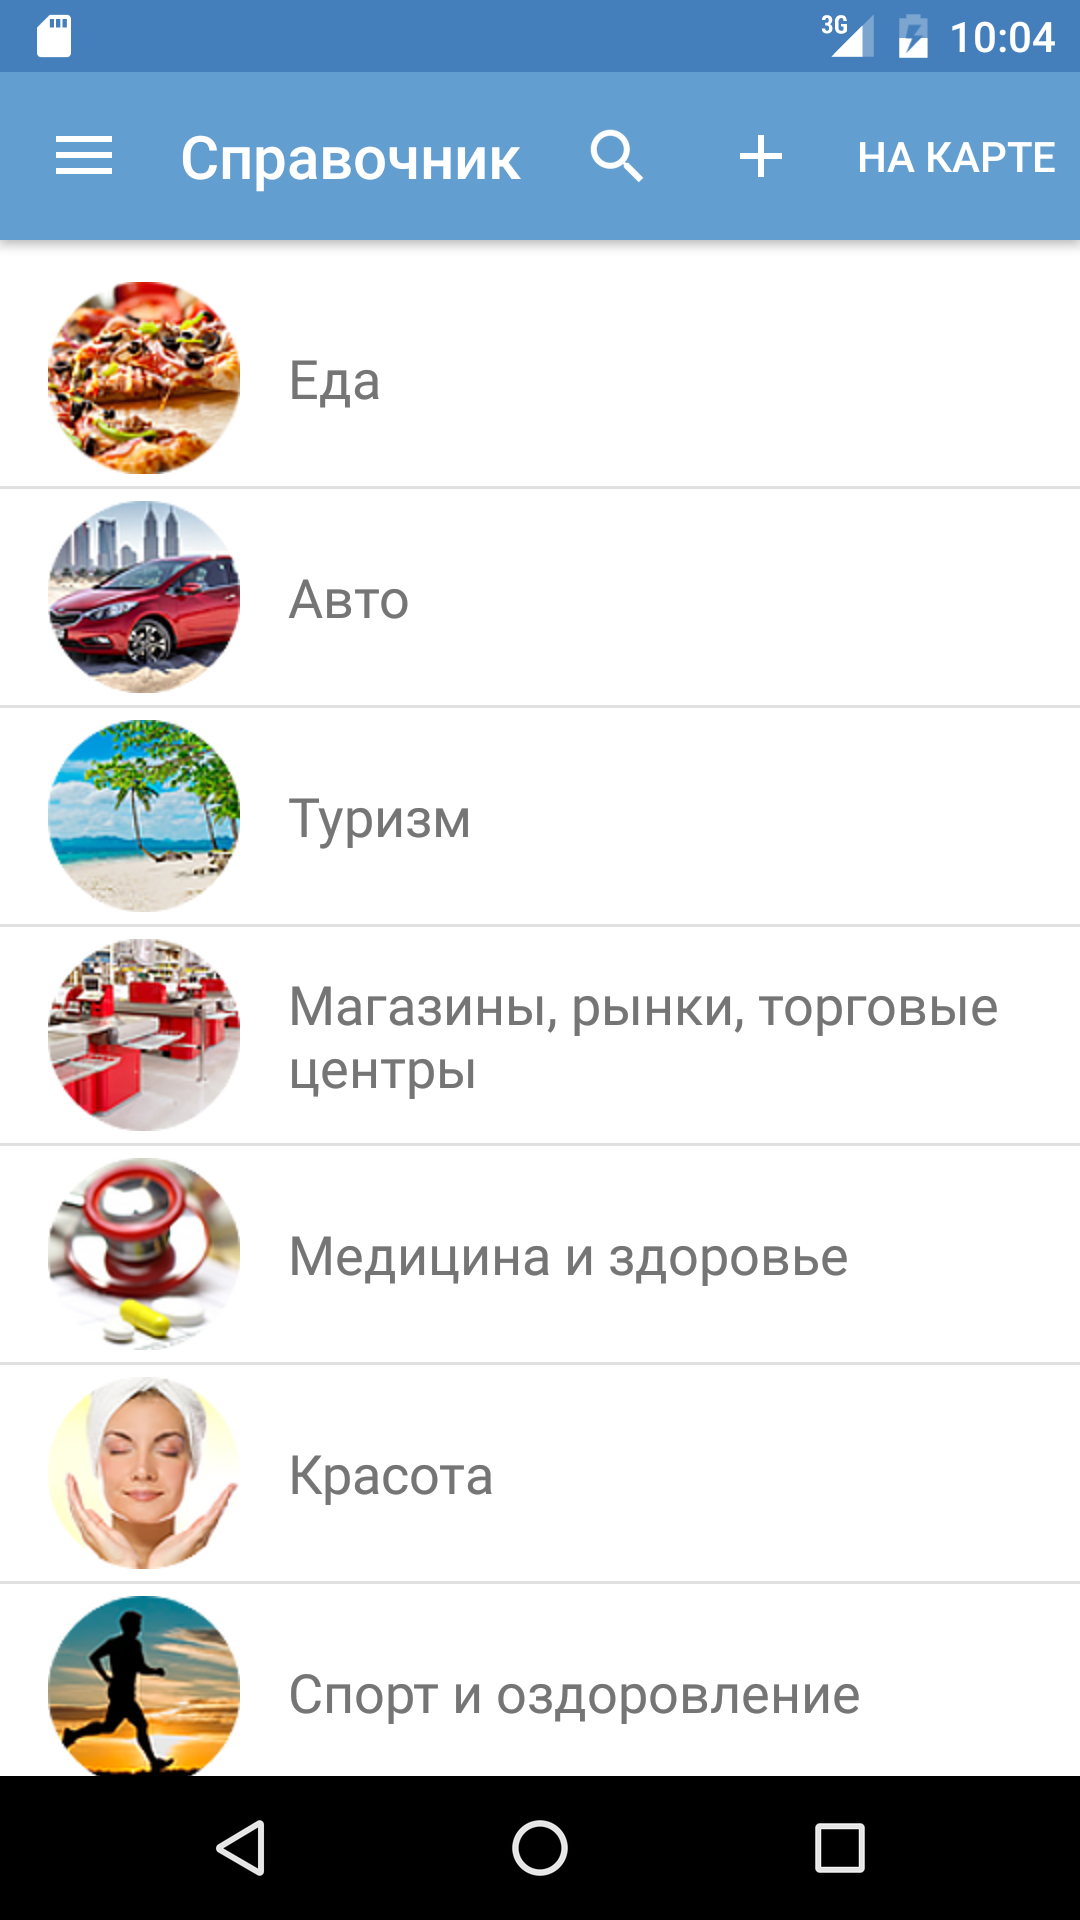 3G 10:04
Справочник НА КАРТЕ
Еда
Авто
Туризм
Магазины, рынки, торговые
центры
Медицина и здоровье
Красота
Спорт и оздоровление